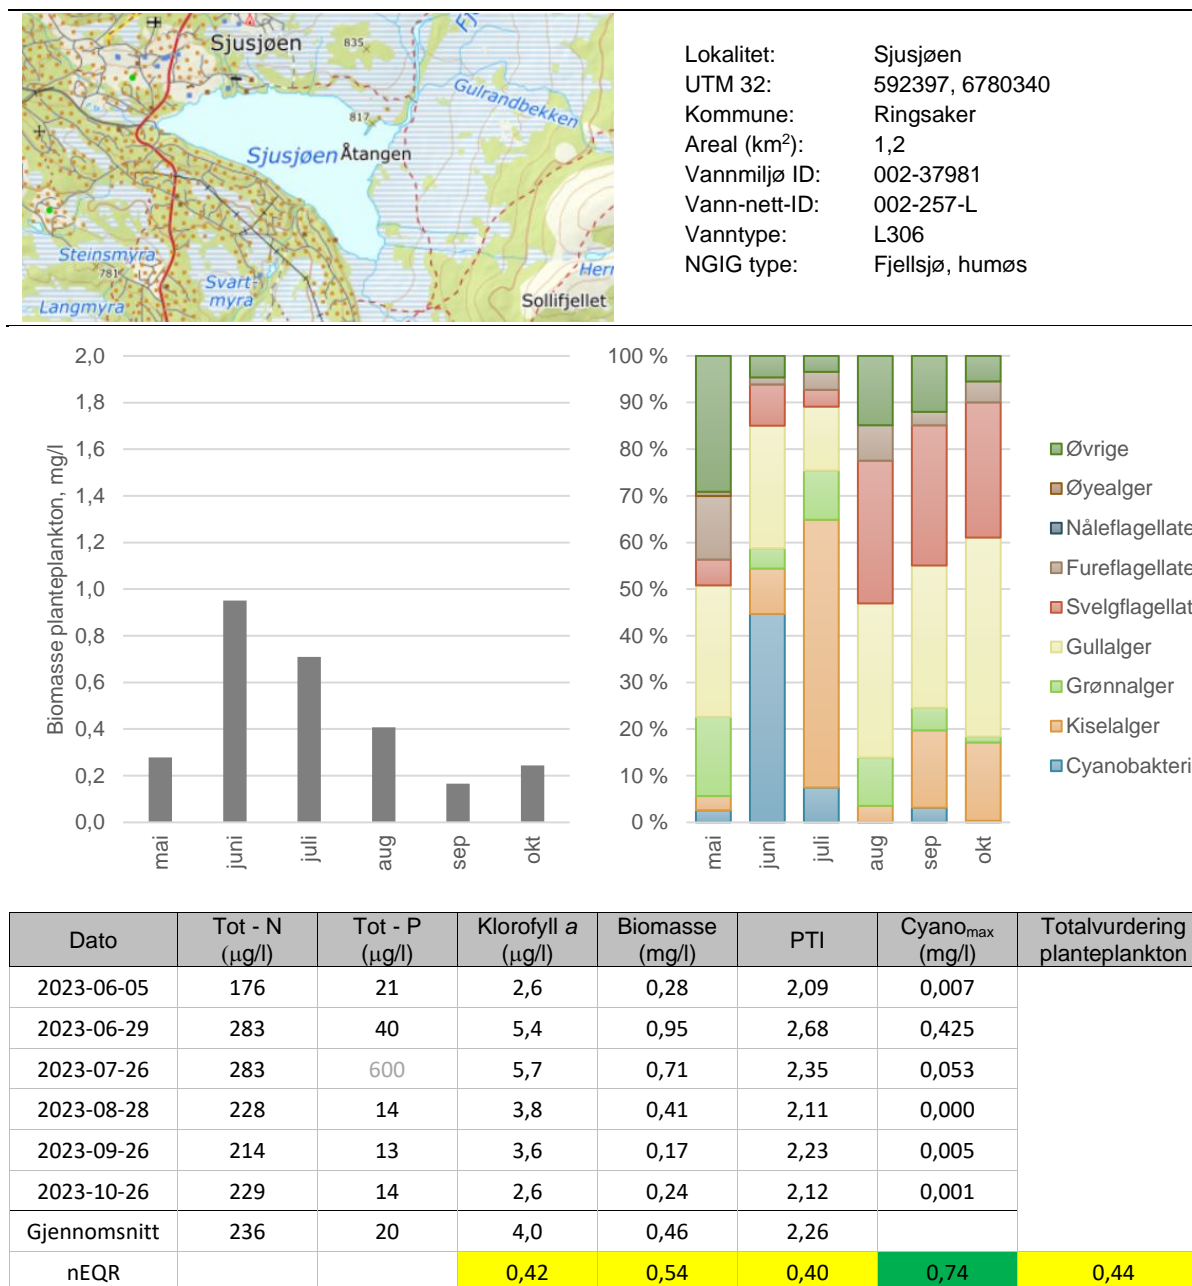 Sjusjøen
835
Fj
Gulrandbekken
817
Sjusjøen Åtangen
Steinsmyra
781
Svart-
myra
Langmyra
Herr
Sollifjellet
Lokalitet: Sjusjøen
UTM 32: 592397, 6780340
Kommune: Ringsaker
Areal (km²): 1,2
Vannmiljø ID: 002-37981
Vann-nett-ID: 002-257-L
Vanntype: L306
NGIG type: Fjellsjø, humøs
Biomasse planteplankton, mg/l
2,0
1,8
1,6
1,4
1,2
1,0
0,8
0,6
0,4
0,2
0,0
mai juni juli aug sep okt
100 %
90 %
80 %
70 %
60 %
50 %
40 %
30 %
20 %
10 %
0 %
mai juni juli aug sep okt
Øvrige
Øyealger
Nåleflagellate
Fureflagellate
Svelgflagellat
Gullalger
Grønnalger
Kiselalger
Cyanobakteri
Dato Tot - N (µg/l) Tot - P (µg/l) Klorofyll a (µg/l) Biomasse (mg/l) PTI Cyanomax (mg/l) Totalvurdering planteplankton
2023-06-05 176 21 2,6 0,28 2,09 0,007
2023-06-29 283 40 5,4 0,95 2,68 0,425
2023-07-26 283 600 5,7 0,71 2,35 0,053
2023-08-28 228 14 3,8 0,41 2,11 0,000
2023-09-26 214 13 3,6 0,17 2,23 0,005
2023-10-26 229 14 2,6 0,24 2,12 0,001
Gjennomsnitt 236 20 4,0 0,46 2,26
nEQR 0,42 0,54 0,40 0,74 0,44